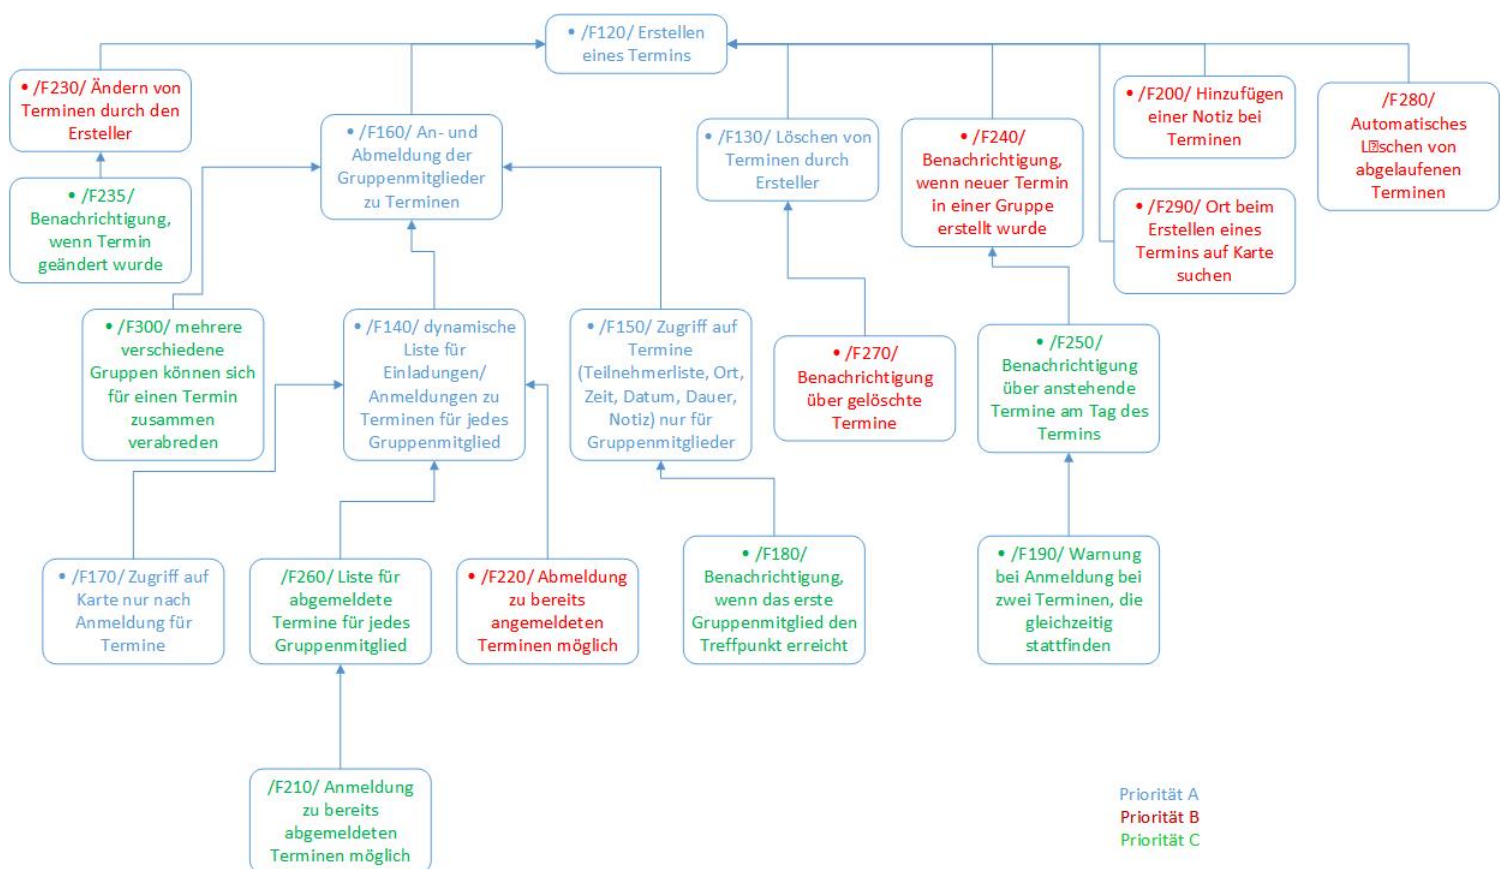 • /F120/ Erstellen
eines Termins
• /F230/ Ändern von
Terminen durch den
Ersteller
• /F160/ An- und
Abmeldung der
Gruppenmitglieder
zu Terminen
• /F130/ Löschen von
Terminen durch
Ersteller
• /F240/
Benachrichtigung,
wenn neuer Termin
in einer Gruppe
erstellt wurde
• /F200/ Hinzufügen
einer Notiz bei
Terminen
/F280/
Automatisches
L�schen von
abgelaufenen
Terminen
• /F235/
Benachrichtigung,
wenn Termin
geändert wurde
• /F290/ Ort beim
Erstellen eines
Termins auf Karte
suchen
• /F300/ mehrere
verschiedene
Gruppen können sich
für einen Termin
zusammen
verabreden
• /F140/ dynamische
Liste für
Einladungen/
Anmeldungen zu
Terminen für jedes
Gruppenmitglied
• /F150/ Zugriff auf
Termine
(Teilnehmerliste, Ort,
Zeit, Datum, Dauer,
Notiz) nur für
Gruppenmitglieder
• /F270/
Benachrichtigung
über gelöschte
Termine
• /F250/
Benachrichtigung
über anstehende
Termine am Tag des
Termins
• /F170/ Zugriff auf
Karte nur nach
Anmeldung für
Termine
/F260/ Liste für
abgemeldete
Termine für jedes
Gruppenmitglied
• /F220/ Abmeldung
zu bereits
angemeldeten
Terminen möglich
• /F180/
Benachrichtigung,
wenn das erste
Gruppenmitglied den
Treffpunkt erreicht
• /F190/ Warnung
bei Anmeldung bei
zwei Terminen, die
gleichzeitig
stattfinden
/F210/ Anmeldung
zu bereits
abgemeldeten
Terminen möglich
Priorität A
Priorität B
Priorität C